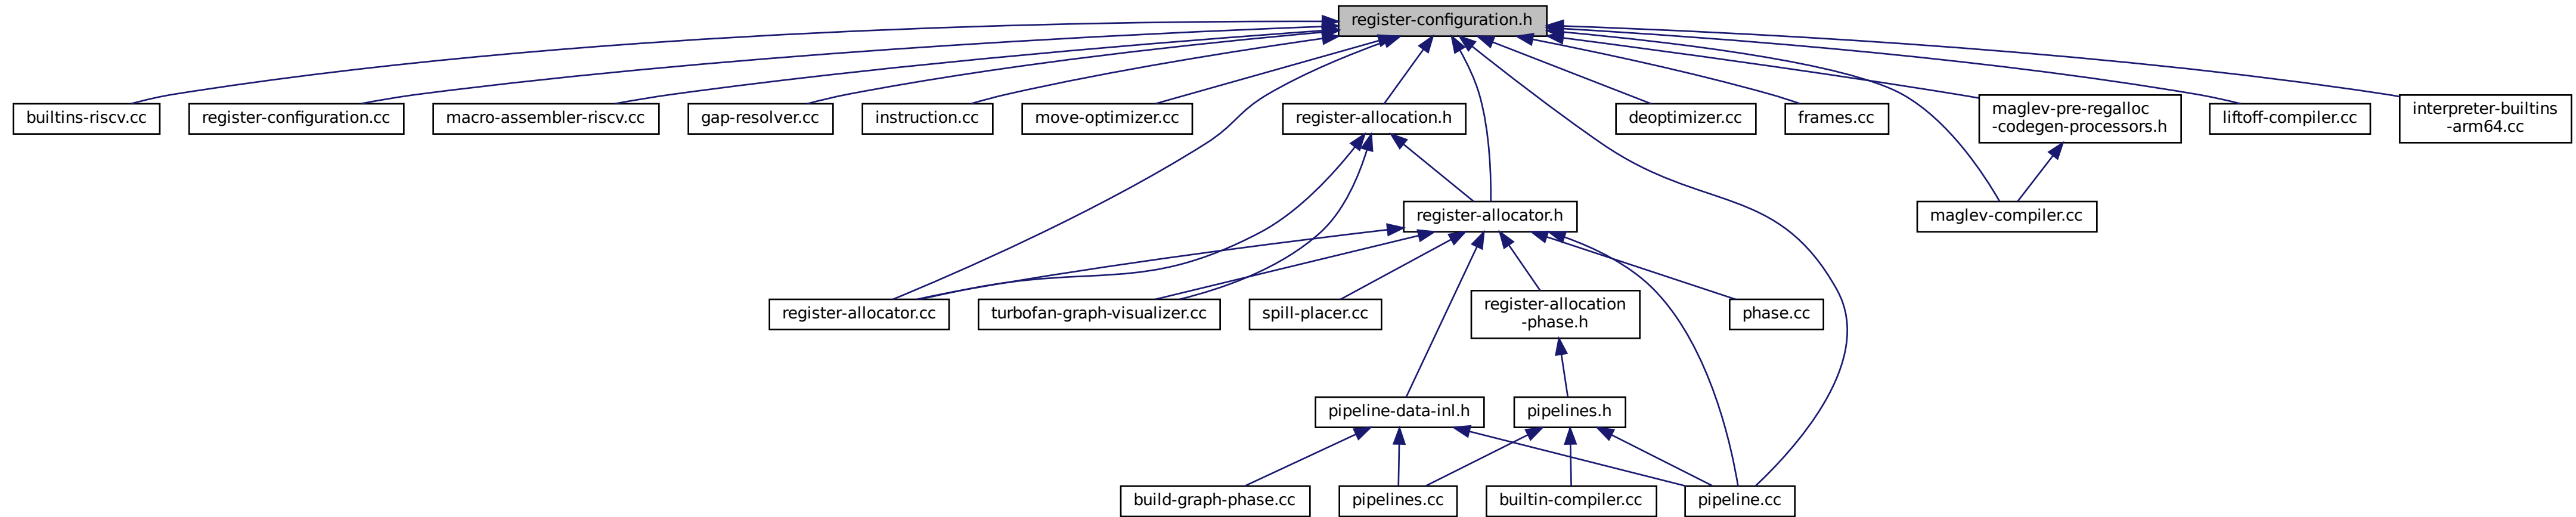 register-configuration.h
builtins-riscv.cc
register-configuration.cc
macro-assembler-riscv.cc
gap-resolver.cc
instruction.cc
move-optimizer.cc
register-allocation.h
deoptimizer.cc
frames.cc
maglev-pre-regalloc
-codegen-processors.h
liftoff-compiler.cc
interpreter-builtins
-arm64.cc
register-allocator.h
maglev-compiler.cc
register-allocator.cc
turbofan-graph-visualizer.cc
spill-placer.cc
register-allocation
-phase.h
phase.cc
pipeline-data-inl.h
pipelines.h
build-graph-phase.cc
pipelines.cc
builtin-compiler.cc
pipeline.cc